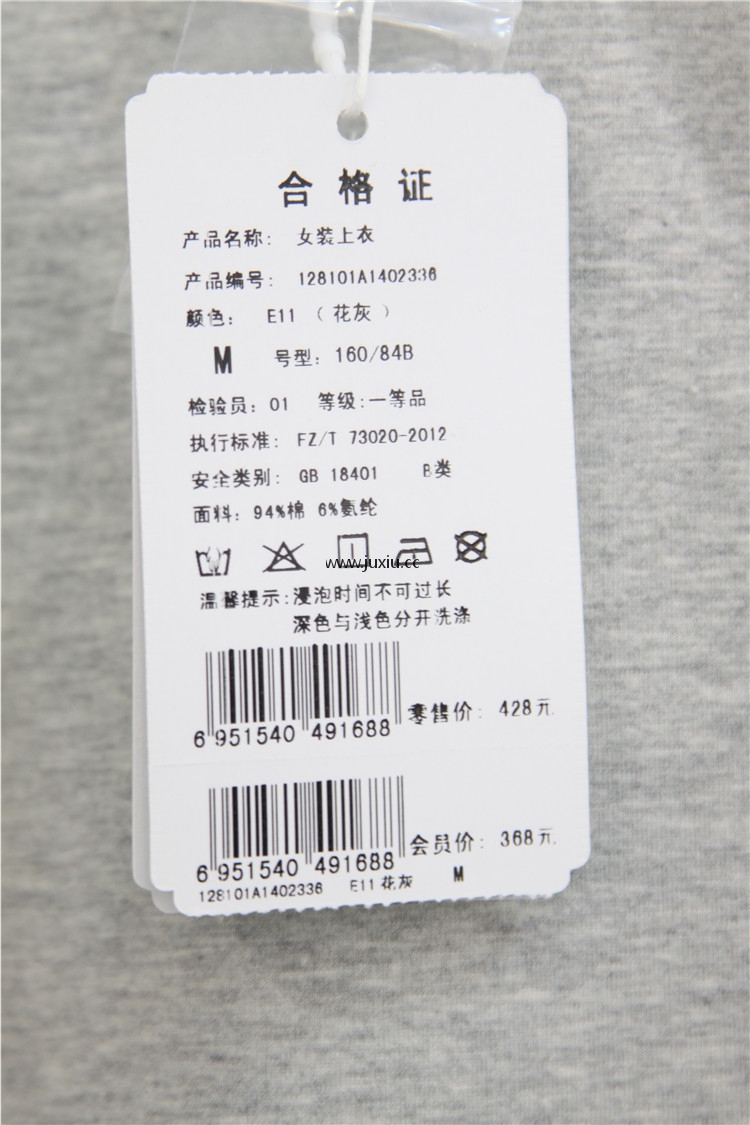 合格证
产品名称: 女装上衣
产品编号: 128101A1402336
颜色: E11 (花灰)
M 号型: 160/84B
检验员: 01 等级:一等品
执行标准: FZ/T 73020-2012
安全类别: GB 18401 B类
面料: 94%棉 6%氨纶
www.juxiu.cc
温馨提示:浸泡时间不可过长
深色与浅色分开洗涤
6 951540 491688 零售价: 428元
6 951540 491688 会员价: 368元
128101A1402336 E11花灰 M